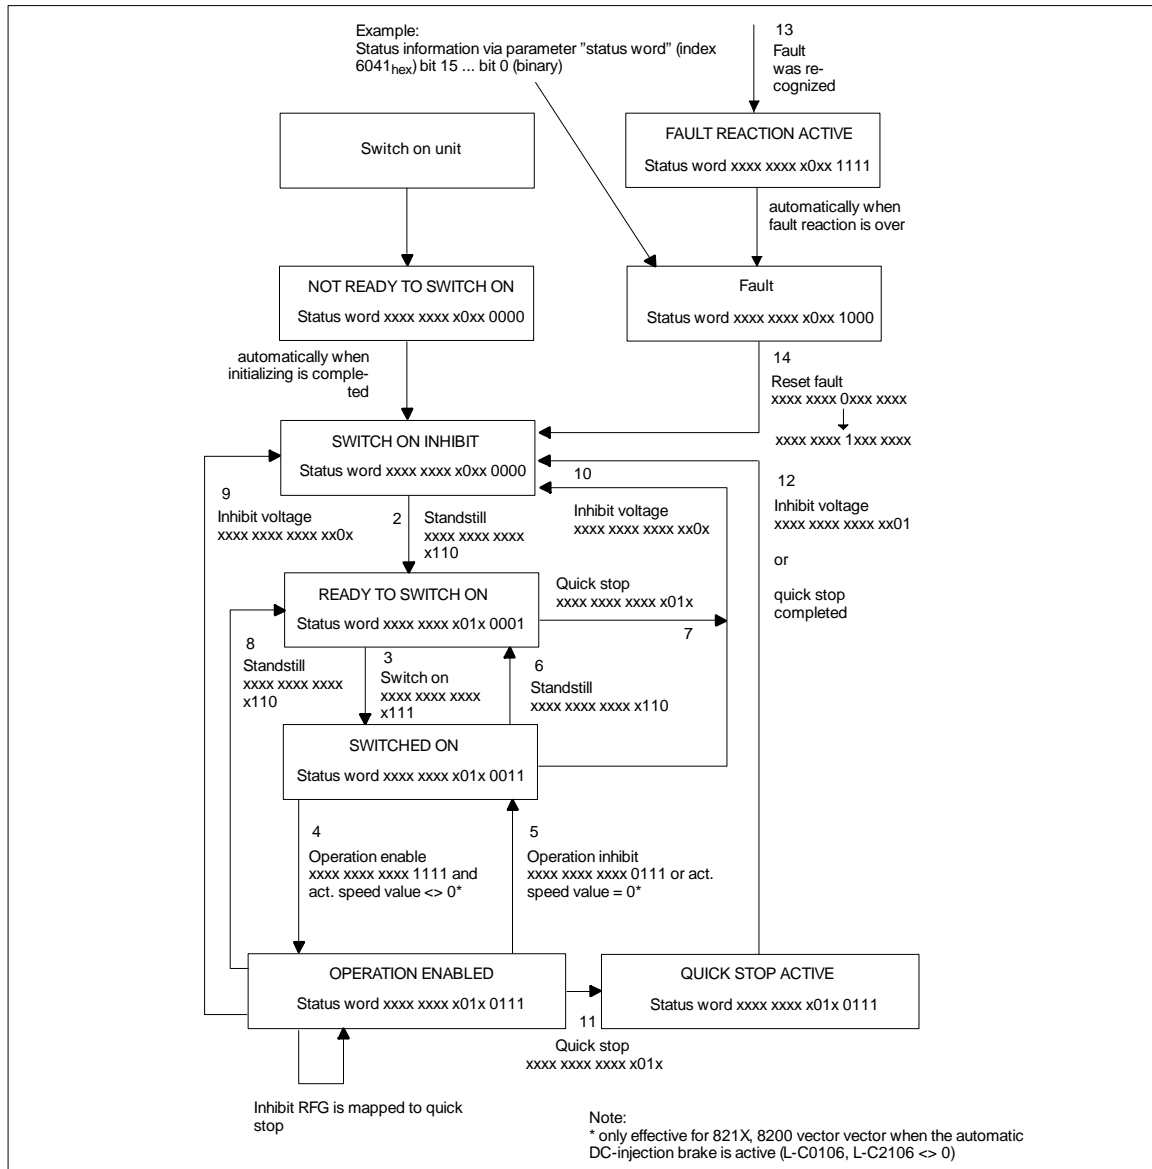 Example:
Status information via parameter ”status word” (index
6041hex) bit 15 ... bit 0 (binary)
13
Fault
was re-
cognized
Switch on unit
FAULT REACTION ACTIVE
Status word xxxx xxxx x0xx 1111
automatically when
fault reaction is over
NOT READY TO SWITCH ON
Status word xxxx xxxx x0xx 0000
Fault
Status word xxxx xxxx x0xx 1000
automatically when
initializing is comple-
ted
14
Reset fault
xxxx xxxx 0xxx xxxx
xxxx xxxx 1xxx xxxx
SWITCH ON INHIBIT
Status word xxxx xxxx x0xx 0000
9
Inhibit voltage
xxxx xxxx xxxx xx0x
2
Standstill
xxxx xxxx xxxx
x110
10
Inhibit voltage
xxxx xxxx xxxx xx0x
12
Inhibit voltage
xxxx xxxx xxxx xx01
or
quick stop
completed
READY TO SWITCH ON
Status word xxxx xxxx x01x 0001
Quick stop
xxxx xxxx xxxx x01x
7
8
Standstill
xxxx xxxx xxxx
x110
3
Switch on
xxxx xxxx xxxx
x111
6
Standstill
xxxx xxxx xxxx x110
SWITCHED ON
Status word xxxx xxxx x01x 0011
4
Operation enable
xxxx xxxx xxxx 1111 and
act. speed value <> 0*
5
Operation inhibit
xxxx xxxx xxxx 0111 or act.
speed value = 0*
OPERATION ENABLED
Status word xxxx xxxx x01x 0111
QUICK STOP ACTIVE
Status word xxxx xxxx x01x 0111
11
Quick stop
xxxx xxxx xxxx x01x
Inhibit RFG is mapped to quick
stop
Note:
* only effective for 821X, 8200 vector vector when the automatic
DC-injection brake is active (L-C0106, L-C2106 <> 0)